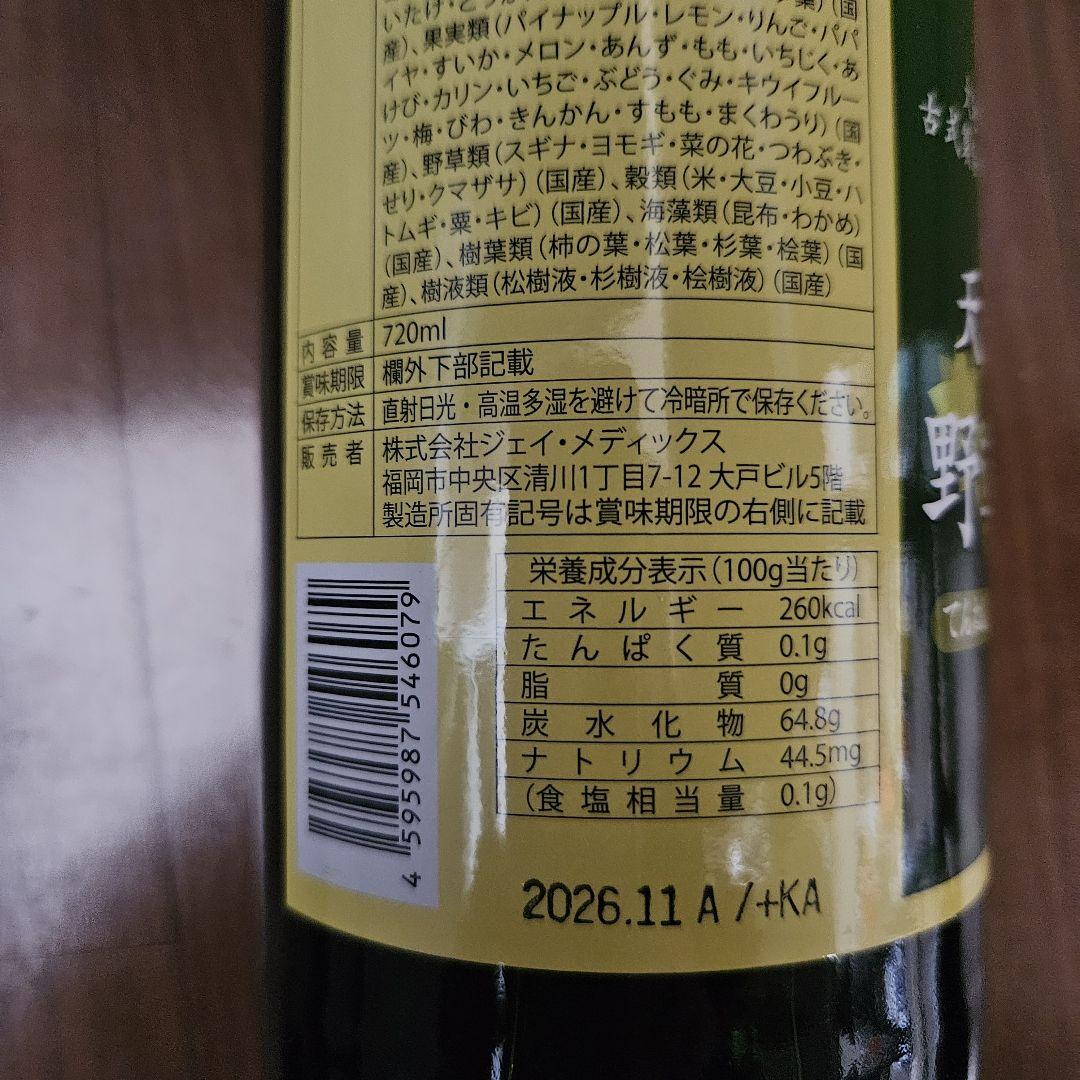 いたけ・
産)、果実類(パイナップル・レモン・りんご・パパ
イヤ・すいか・メロン・あんず・もも・いちじく・あ
けび・カリン・いちご・ぶどう・ぐみ・キウイフルー
ツ・梅・びわ・きんかん・すもも・まくわうり)(国
産)、野草類(スギナ・ヨモギ・菜の花・つわぶき・
せり・クマザサ)(国産)、穀類(米・大豆・小豆・ハ
トムギ・粟・キビ)(国産)、海藻類(昆布・わかめ)
(国産)、樹葉類(柿の葉・松葉・杉葉・桧葉)(国
産)、樹液類(松樹液・杉樹液・桧樹液)(国産)
内容量 720ml
賞味期限 欄外下部記載
保存方法 直射日光・高温多湿を避けて冷暗所で保存ください。
販売者 株式会社ジェイ・メディックス
福岡市中央区清川1丁目7-12 大戸ビル5階
製造所固有記号は賞味期限の右側に記載
栄養成分表示(100g当たり)
エネルギー 260kcal
たんぱく質 0.1g
脂質 0g
炭水化物 64.8g
ナトリウム 44.5mg
(食塩相当量 0.1g)
4595987546079
2026.11 A /+KA
古
野